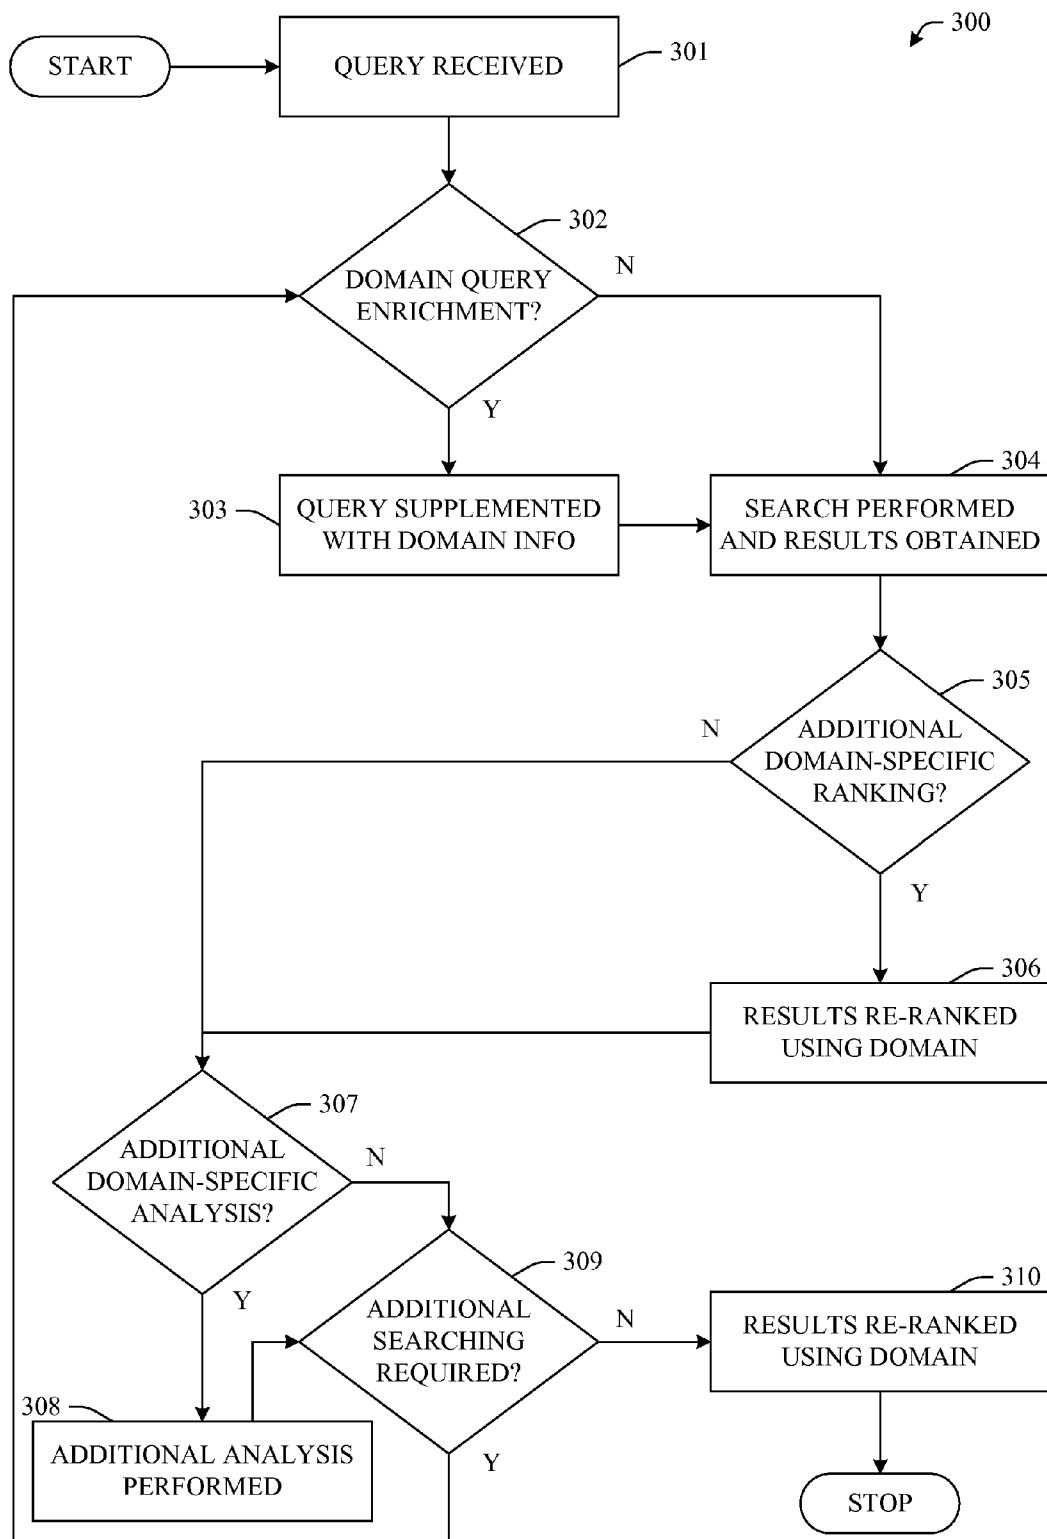 300
START
QUERY RECEIVED
301
302
DOMAIN QUERY
ENRICHMENT?
N
Y
303
QUERY SUPPLEMENTED
WITH DOMAIN INFO
304
SEARCH PERFORMED
AND RESULTS OBTAINED
305
ADDITIONAL
DOMAIN-SPECIFIC
RANKING?
N
Y
306
RESULTS RE-RANKED
USING DOMAIN
307
ADDITIONAL
DOMAIN-SPECIFIC
ANALYSIS?
N
Y
308
ADDITIONAL ANALYSIS
PERFORMED
309
ADDITIONAL
SEARCHING
REQUIRED?
N
Y
310
RESULTS RE-RANKED
USING DOMAIN
STOP